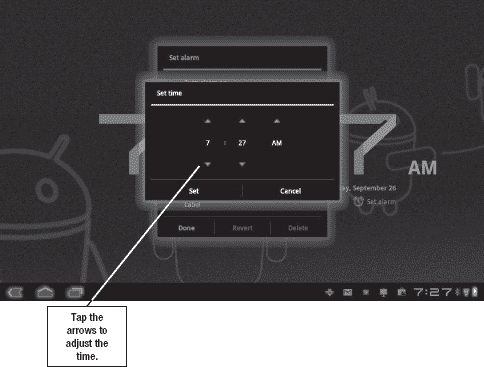 Set alarm
Set time
7 : 27 AM
Set Cancel
AM
day, September 26
Set alarm
Label
Done Revert Delete
7:27
Tap the
arrows to
adjust the
time.